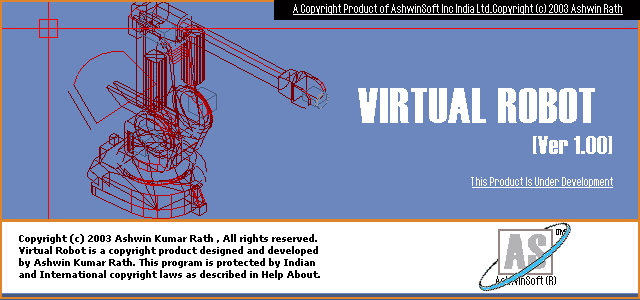 A Copyright Product of AshwinSoft Inc India Ltd.Copyright (c) 2003 Ashwin Rath
VIRTUAL ROBOT
[Ver 1.00]
This Product Is Under Development
Copyright (c) 2003 Ashwin Kumar Rath , All rights reserved.
Virtual Robot is a copyright product designed and developed
by Ashwin Kumar Rath. This program is protected by Indian
and International copyright laws as described in Help About.
AS
AshWinSoft (R)